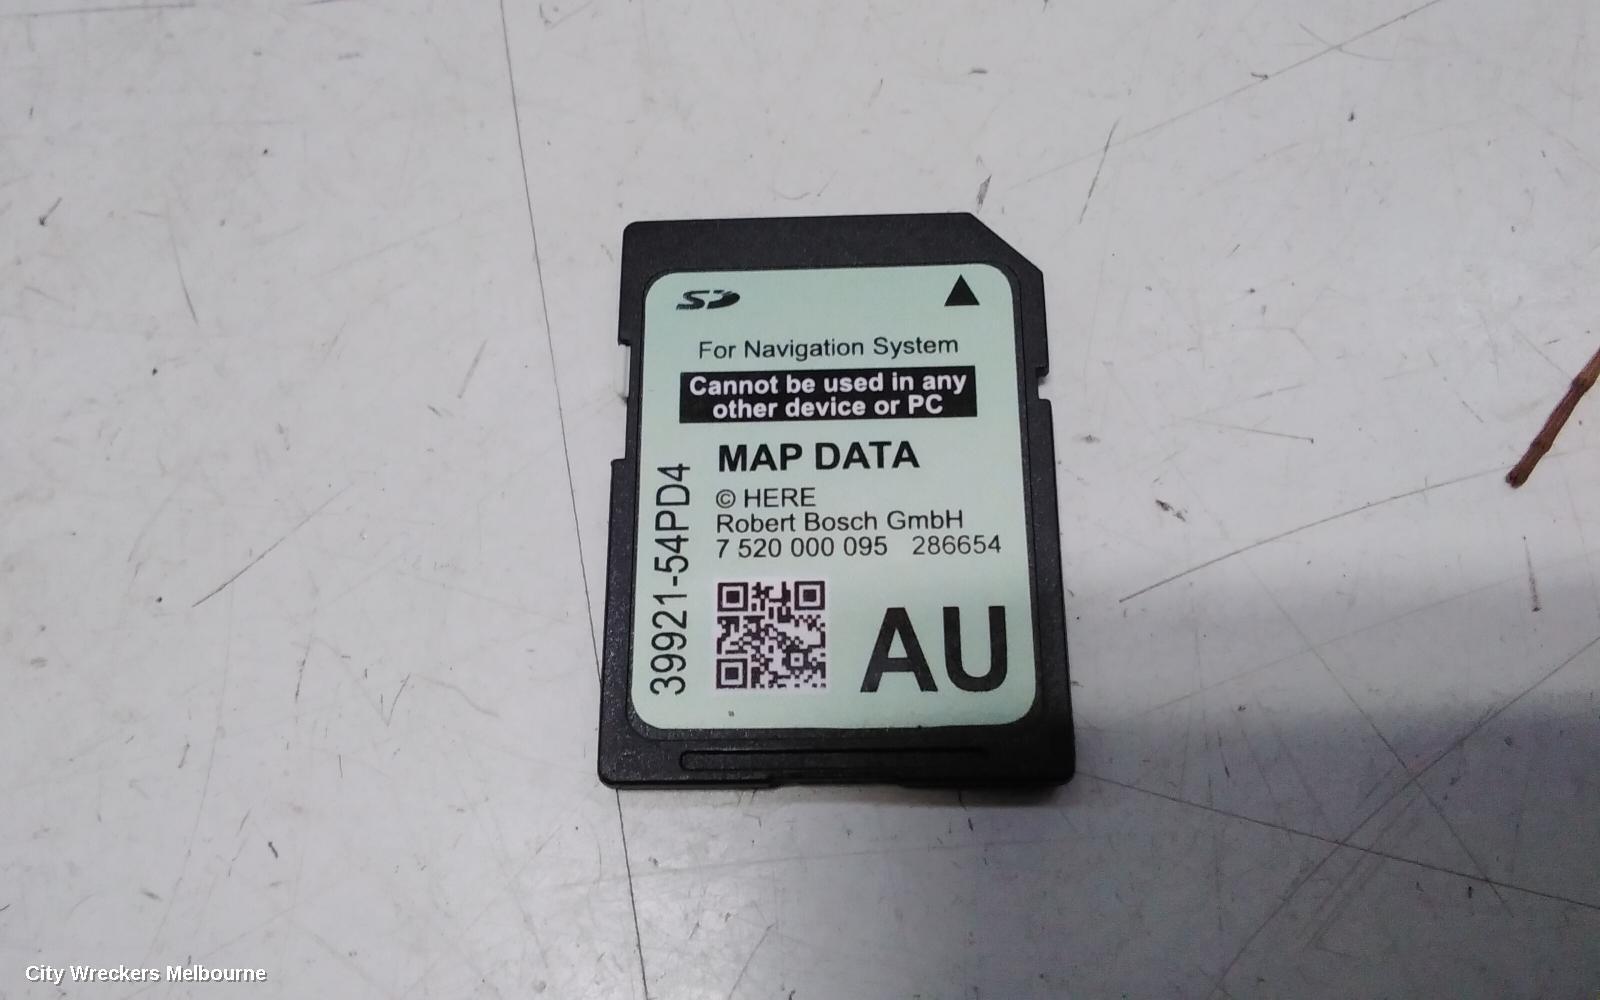 SD
For Navigation System
Cannot be used in any
other device or PC
MAP DATA
© HERE
Robert Bosch GmbH
7 520 000 095 286654
39921-54PD4
AU
City Wreckers Melbourne